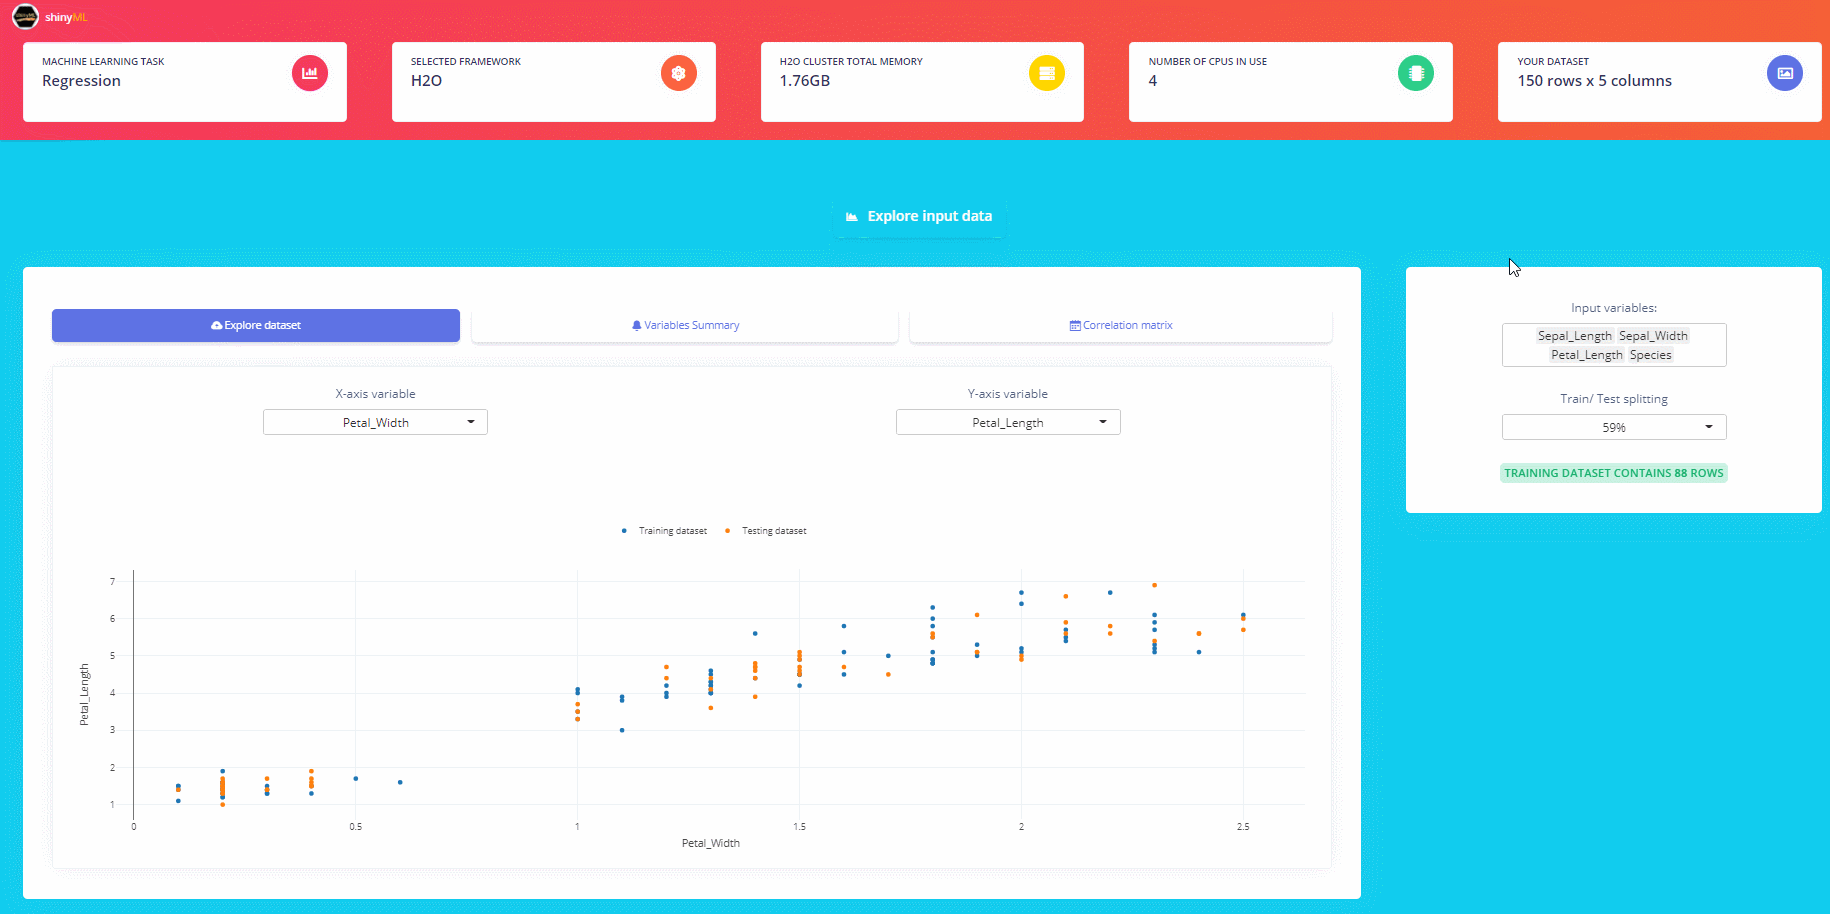 shinyML
MACHINE LEARNING TASK
Regression
SELECTED FRAMEWORK
H2O
H2O CLUSTER TOTAL MEMORY
1.76GB
NUMBER OF CPUS IN USE
4
YOUR DATASET
150 rows x 5 columns
Explore input data
Explore dataset
Variables Summary
Correlation matrix
X-axis variable
Petal_Width
Y-axis variable
Petal_Length
Training dataset
Testing dataset
7
6
5
4
3
2
1
Petal_Length
0
0.5
1
1.5
2
2.5
Petal_Width
Input variables:
Sepal_Length Sepal_Width
Petal_Length Species
Train/ Test splitting
59%
TRAINING DATASET CONTAINS 88 ROWS